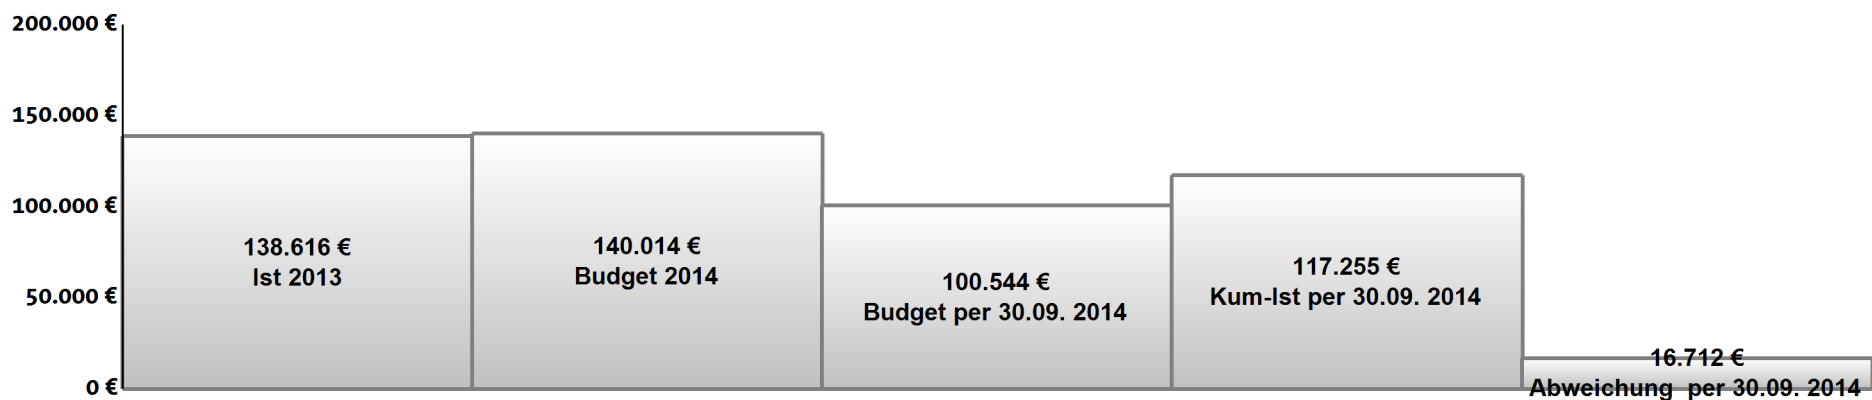 200.000 €
150.000 €
100.000 €
50.000 €
0 €
138.616 €
Ist 2013
140.014 €
Budget 2014
100.544 €
Budget per 30.09. 2014
117.255 €
Kum-Ist per 30.09. 2014
16.712 €
Abweichung  per 30.09. 2014